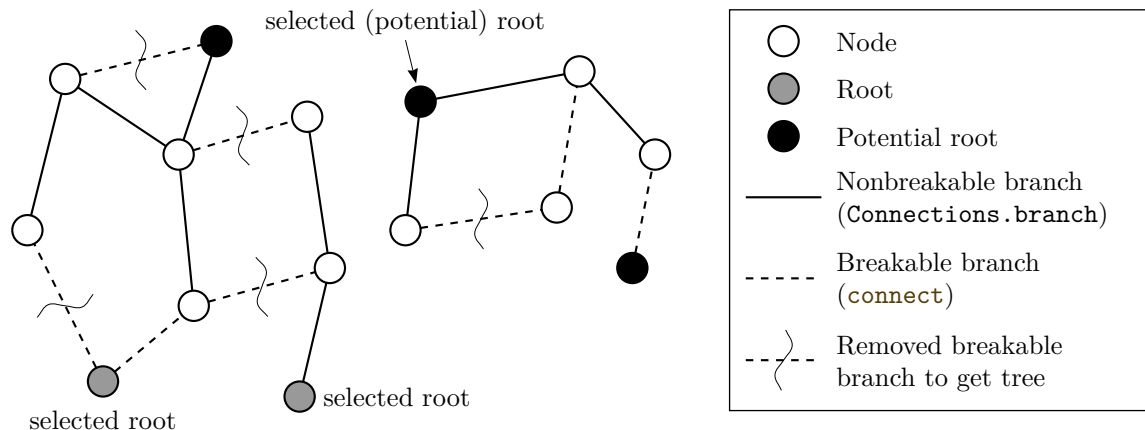 selected (potential) root
selected root
selected root
Node
Root
Potential root
Nonbreakable branch
(Connections.branch)
Breakable branch
(connect)
Removed breakable
branch to get tree